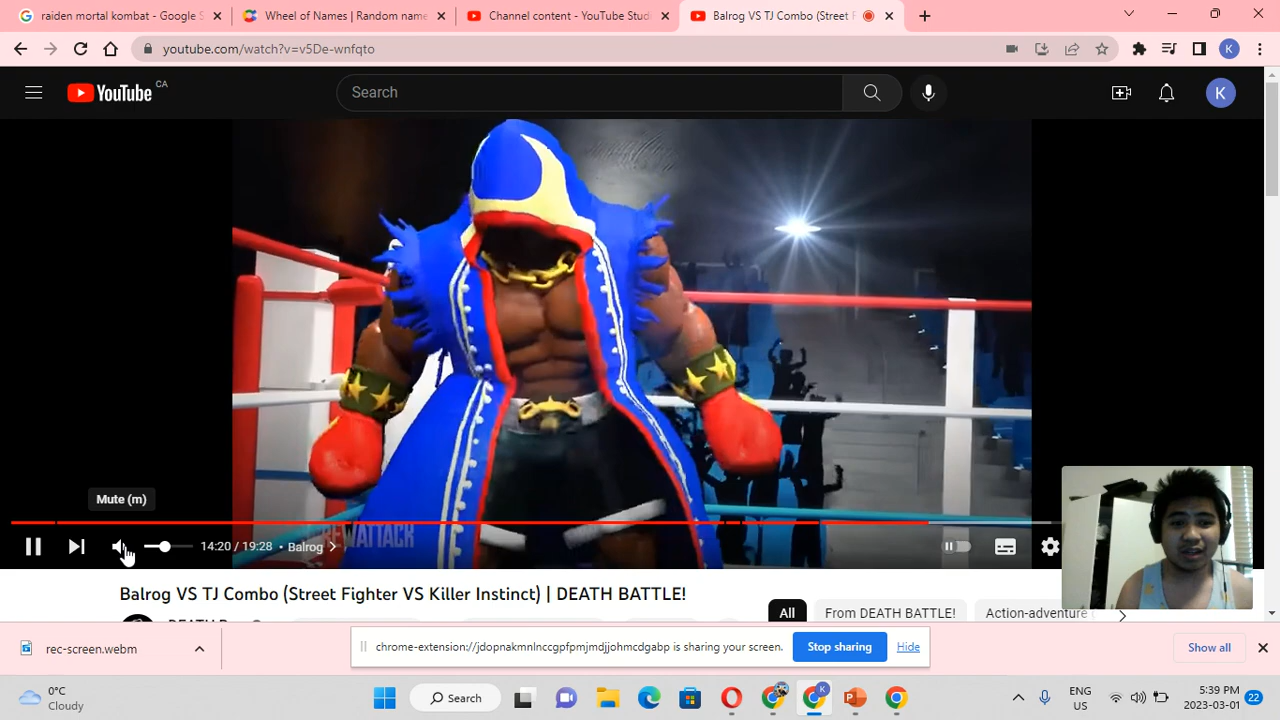 raiden mortal kombat - Google S
Wheel of Names | Random name
Channel content - YouTube Studi
Balrog VS TJ Combo (Street F
youtube.com/watch?v=v5De-wnfqto
K
YouTube CA
Search
K
Mute (m)
14:20 / 19:28 • Balrog
Balrog VS TJ Combo (Street Fighter VS Killer Instinct) | DEATH BATTLE!
All
From DEATH BATTLE!
Action-adventure
rec-screen.webm
chrome-extension://jdopnakmnlnccgpfpmjmdjjohmcdgabp is sharing your screen.
Stop sharing
Hide
Show all
0°C
Cloudy
Search
ENG
US
5:39 PM
2023-03-01
22